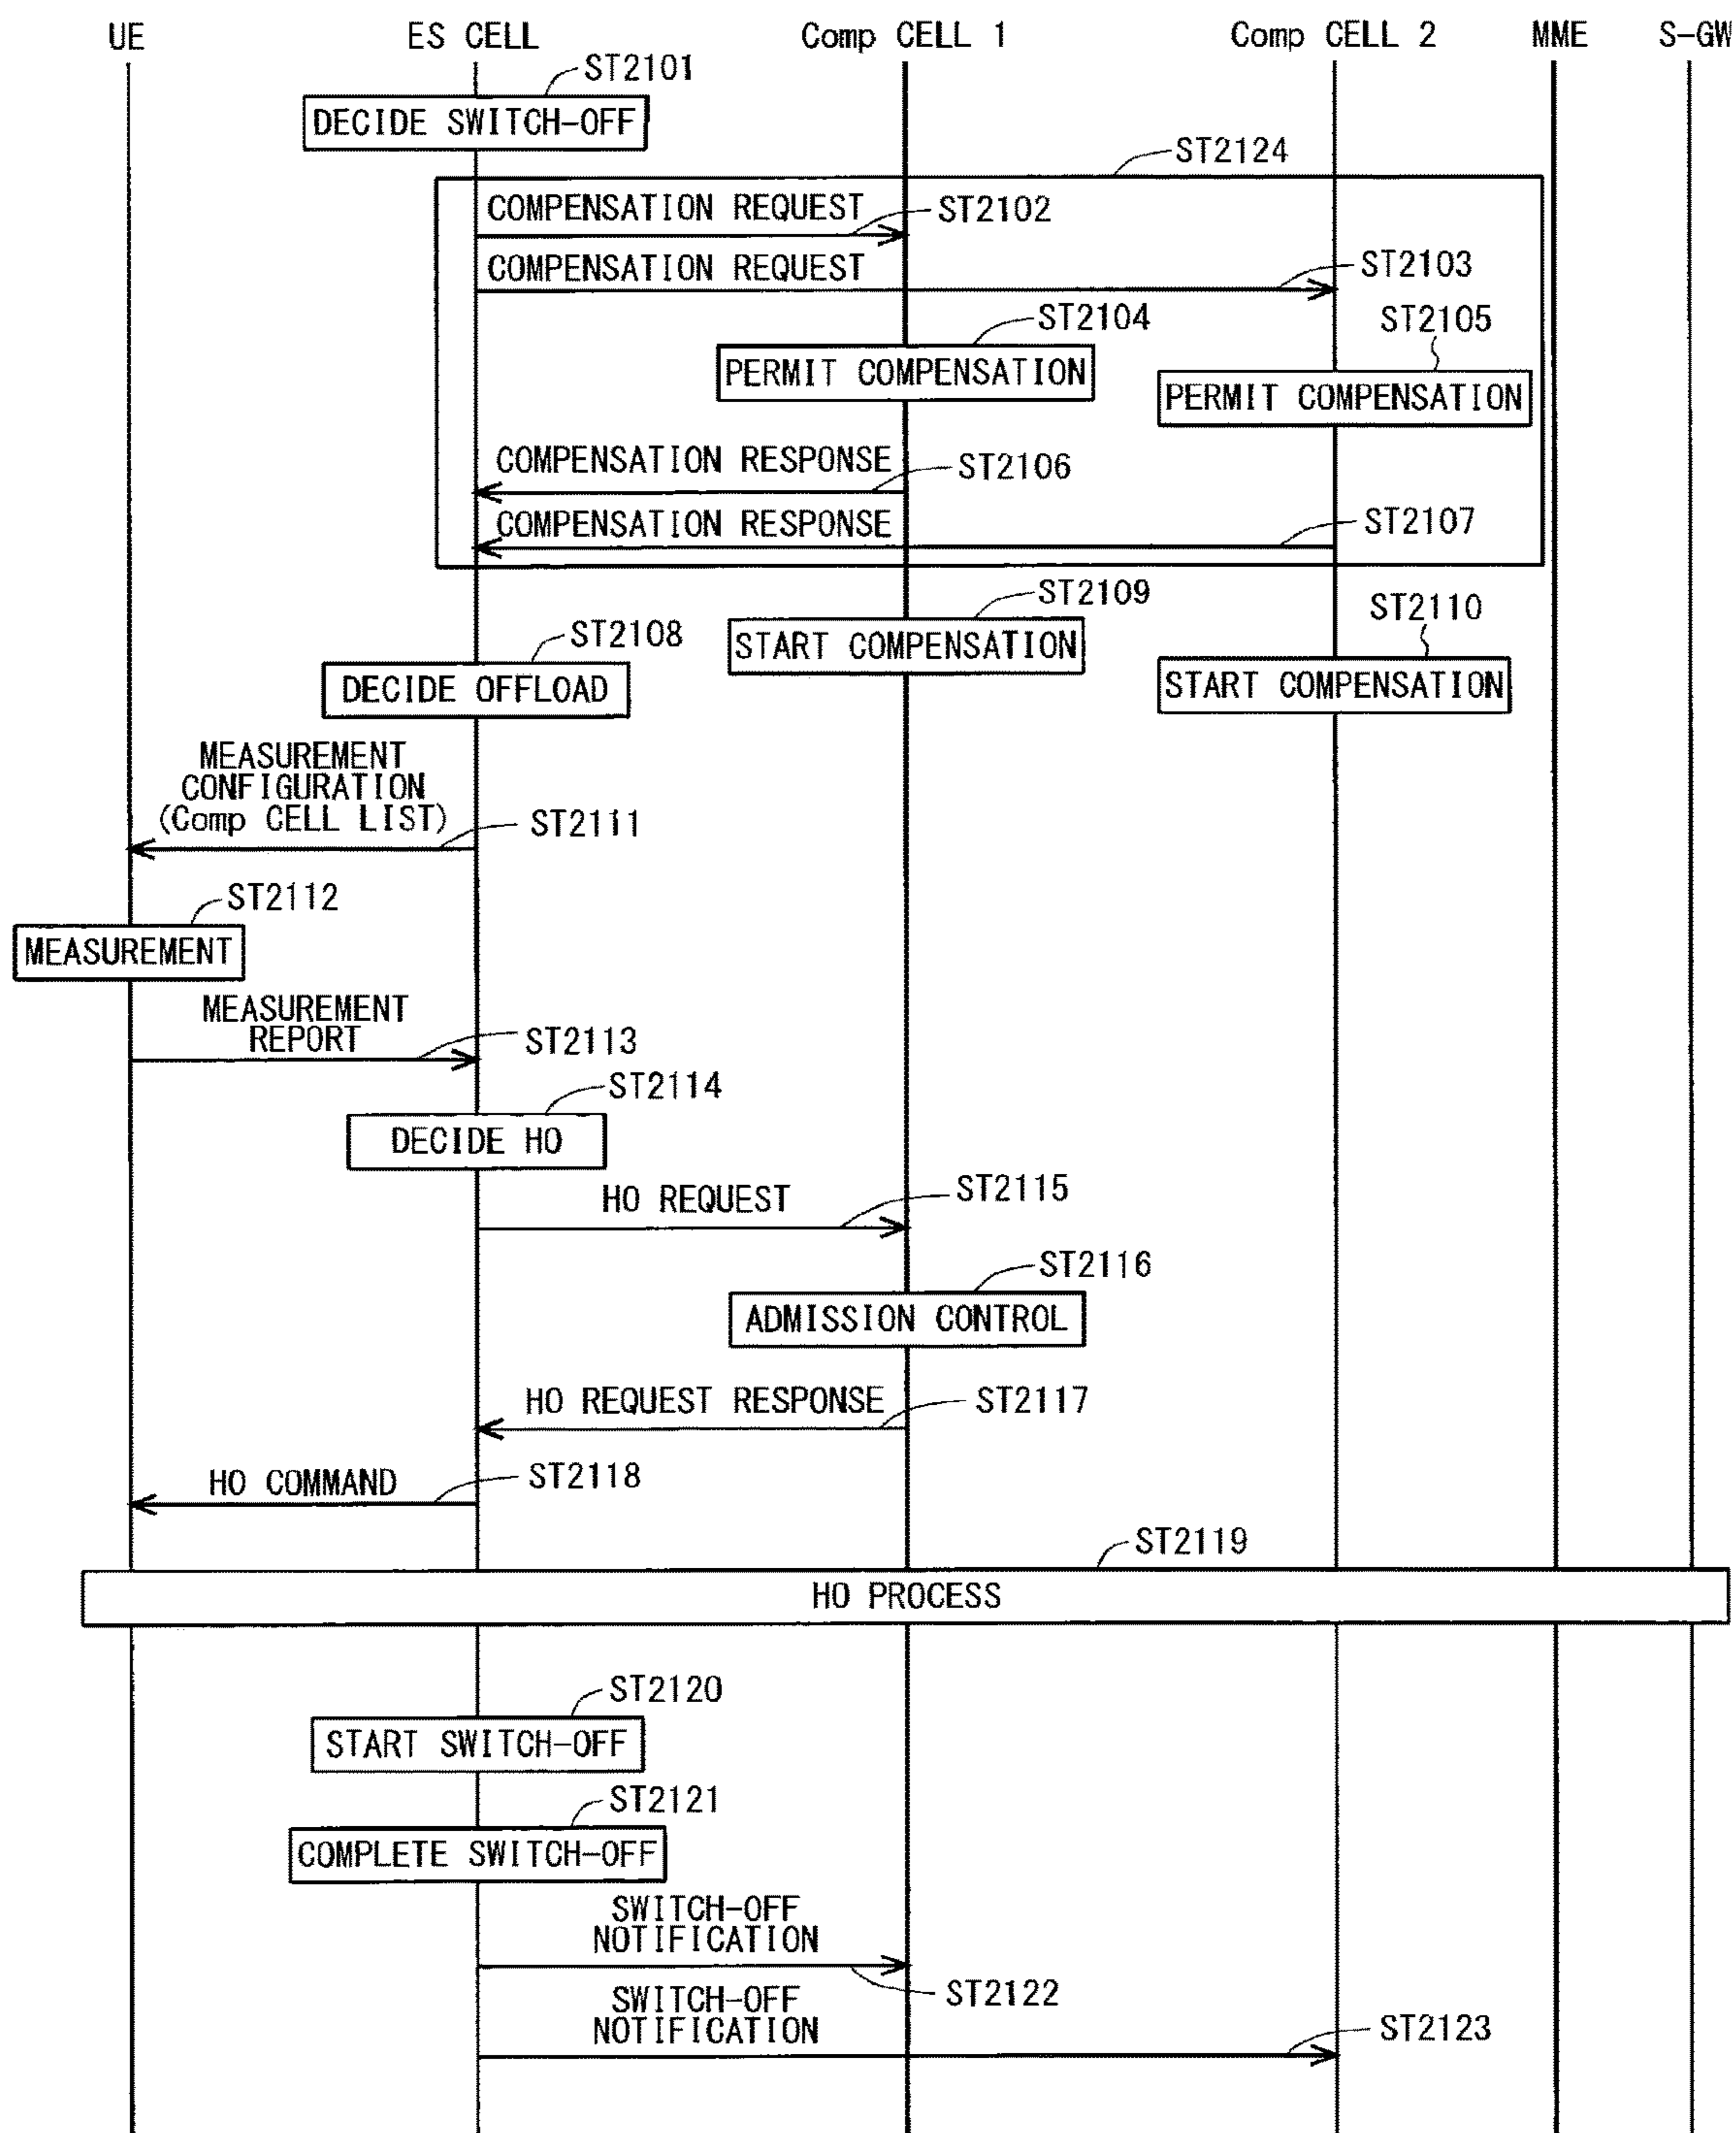 UE ES CELL Comp CELL 1 Comp CELL 2 MME S-GW
ST2101
DECIDE SWITCH-OFF
ST2124
COMPENSATION REQUEST
ST2102
COMPENSATION REQUEST
ST2103
ST2104
PERMIT COMPENSATION
ST2105
PERMIT COMPENSATION
COMPENSATION RESPONSE
ST2106
COMPENSATION RESPONSE
ST2107
ST2109
START COMPENSATION
ST2110
START COMPENSATION
ST2108
DECIDE OFFLOAD
MEASUREMENT
CONFIGURATION
(Comp CELL LIST)
ST2111
ST2112
MEASUREMENT
MEASUREMENT
REPORT
ST2113
ST2114
DECIDE HO
HO REQUEST
ST2115
ST2116
ADMISSION CONTROL
HO REQUEST RESPONSE
ST2117
HO COMMAND
ST2118
ST2119
HO PROCESS
ST2120
START SWITCH-OFF
ST2121
COMPLETE SWITCH-OFF
SWITCH-OFF
NOTIFICATION
ST2122
SWITCH-OFF
NOTIFICATION
ST2123